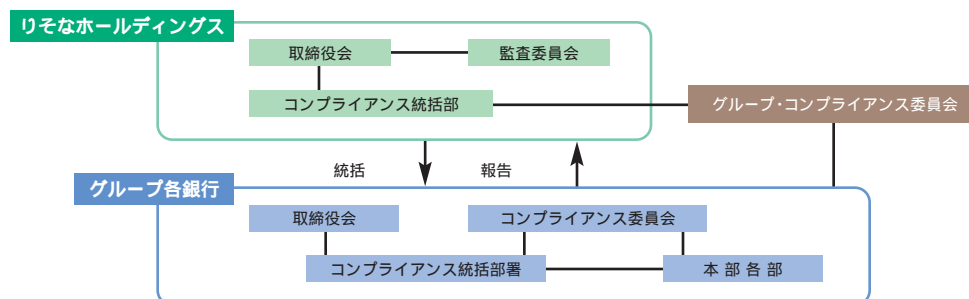 りそなホールディングス
取締役会
監査委員会
コンプライアンス統括部
グループ・コンプライアンス委員会
統括
報告
グループ各銀行
取締役会
コンプライアンス委員会
コンプライアンス統括部署
本部各部